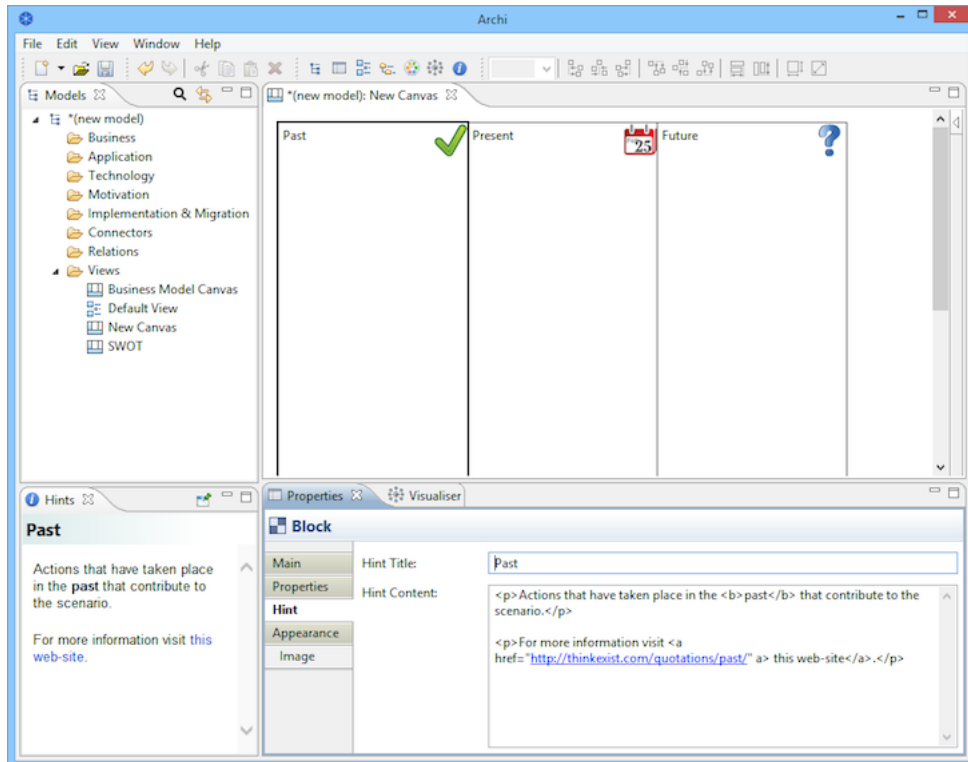 Archi
File Edit View Window Help
Models
*(new model)
Business
Application
Technology
Motivation
Implementation & Migration
Connectors
Relations
Views
Business Model Canvas
Default View
New Canvas
SWOT
*(new model): New Canvas
Past
Present
25
Future
Hints
Past
Actions that have taken place
in the past that contribute to
the scenario.
For more information visit this
web-site.
Properties Visualiser
Block
Main
Properties
Hint
Appearance
Image
Hint Title: Past
Hint Content:
<p>Actions that have taken place in the <b>past</b> that contribute to the
scenario.</p>
<p>For more information visit <a
href="http://thinkexist.com/quotations/past/" a> this web-site</a>.</p>